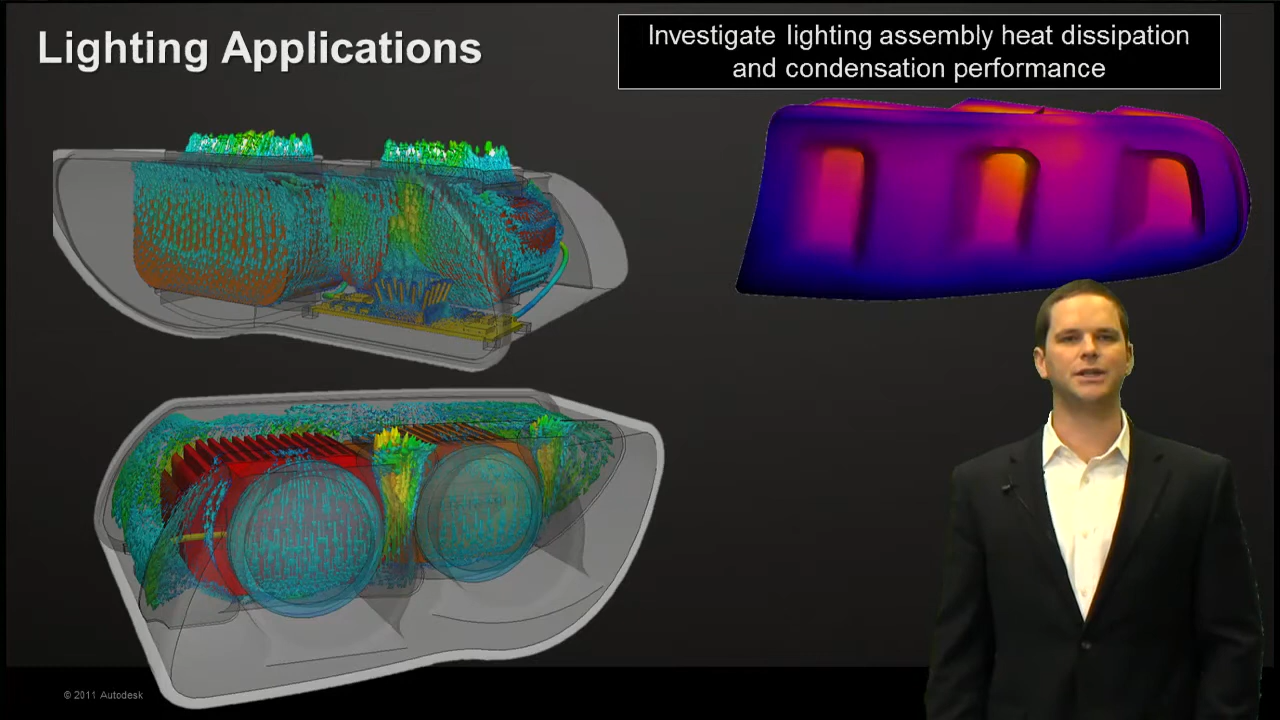 Lighting Applications
Investigate lighting assembly heat dissipation
and condensation performance
© 2011 Autodesk